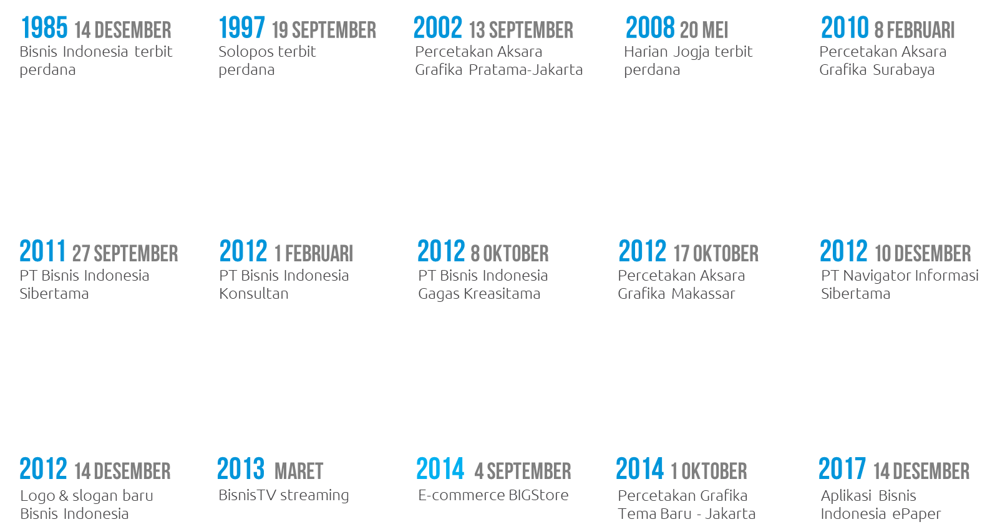 1985 14 DESEMBER
Bisnis Indonesia terbit
perdana
1997 19 SEPTEMBER
Solopos terbit
perdana
2002 13 SEPTEMBER
Percetakan Aksara
Grafika Pratama-Jakarta
2008 20 MEI
Harian Jogja terbit
perdana
2010 8 FEBRUARI
Percetakan Aksara
Grafika Surabaya
2011 27 SEPTEMBER
PT Bisnis Indonesia
Sibertama
2012 1 FEBRUARI
PT Bisnis Indonesia
Konsultan
2012 8 OKTOBER
PT Bisnis Indonesia
Gagas Kreasitama
2012 17 OKTOBER
Percetakan Aksara
Grafika Makassar
2012 10 DESEMBER
PT Navigator Informasi
Sibertama
2012 14 DESEMBER
Logo & slogan baru
Bisnis Indonesia
2013 MARET
BisnisTV streaming
2014 4 SEPTEMBER
E-commerce BIGStore
2014 1 OKTOBER
Percetakan Grafika
Tema Baru - Jakarta
2017 14 DESEMBER
Aplikasi Bisnis
Indonesia ePaper